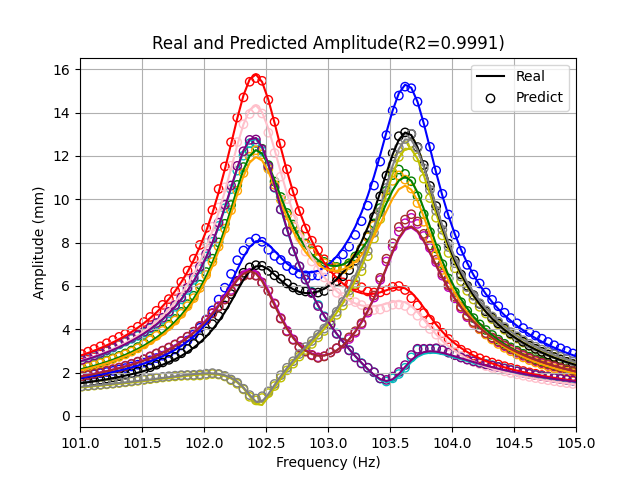 Real and Predicted Amplitude(R2=0.9991)
Real
Predict
16
14
12
10
8
6
4
2
0
Amplitude (mm)
101.0 101.5 102.0 102.5 103.0 103.5 104.0 104.5 105.0
Frequency (Hz)